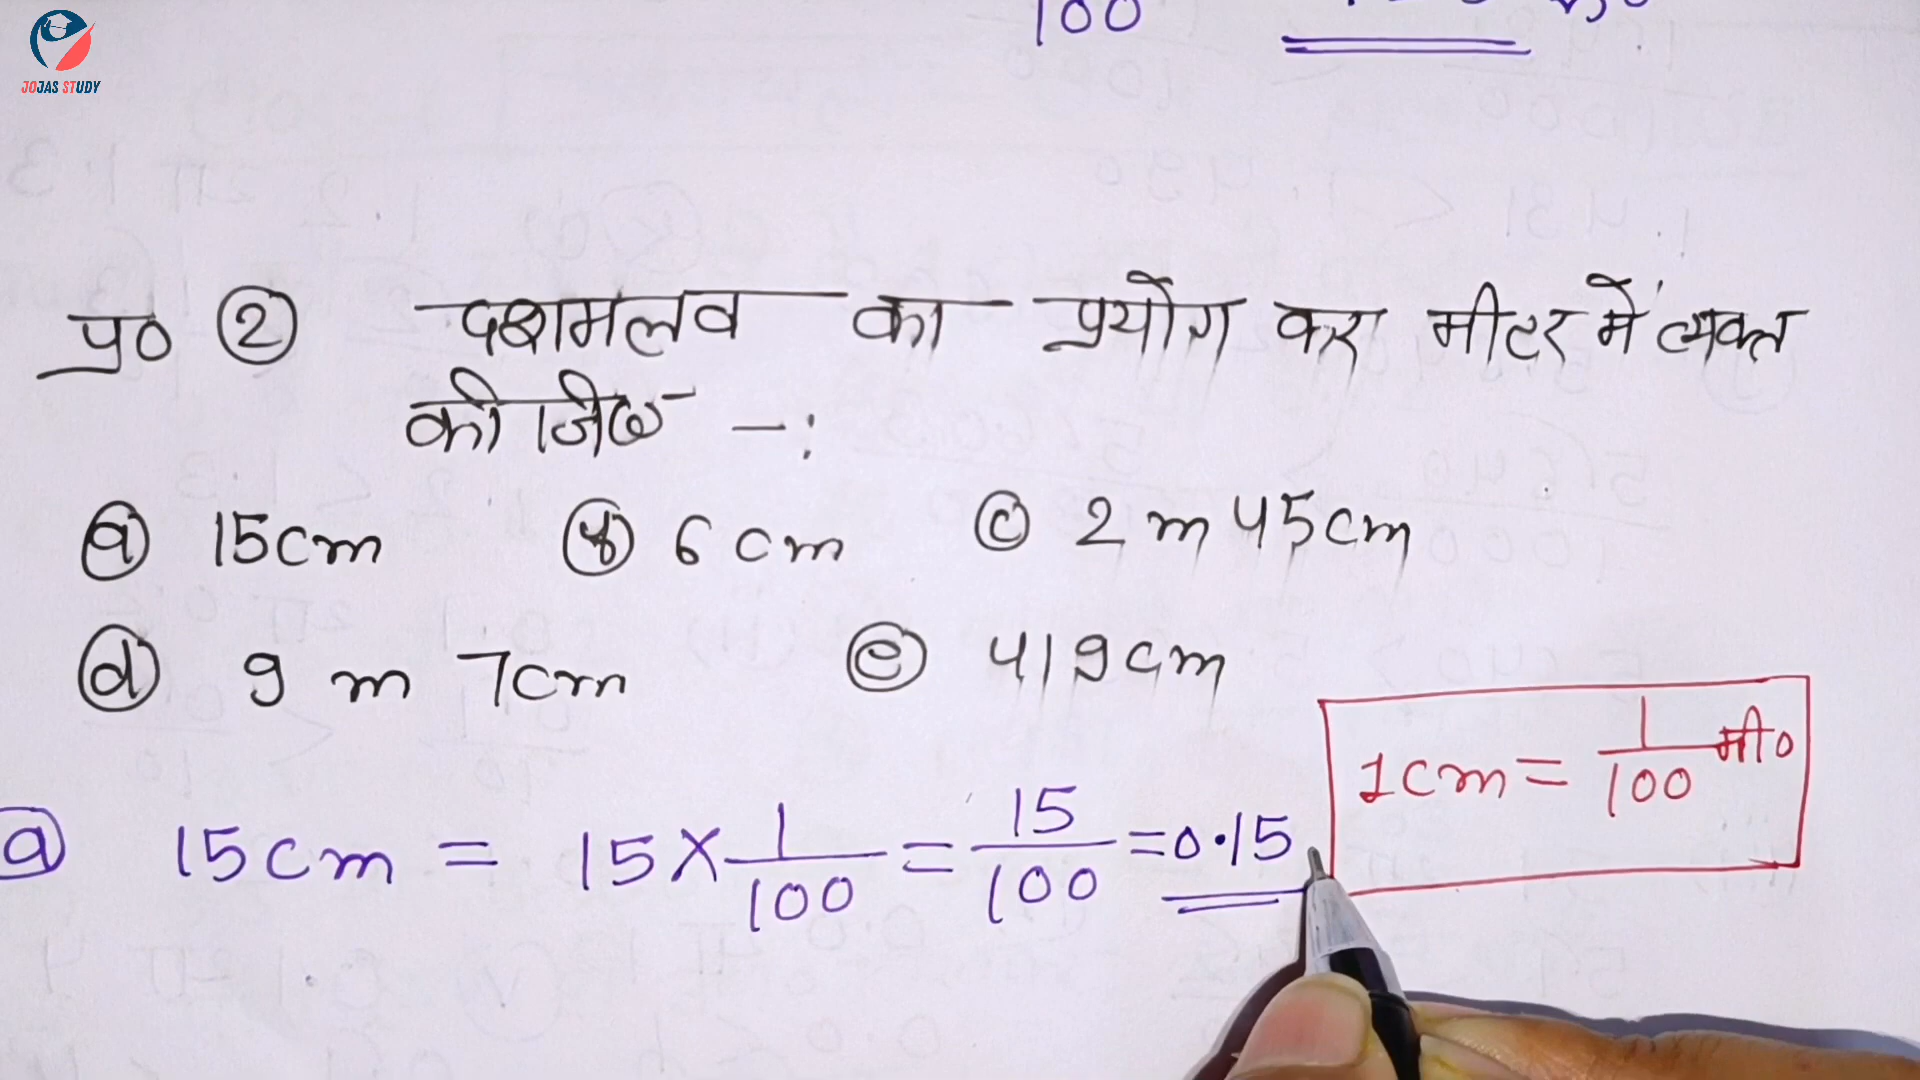 JOJAS STUDY
100
प्र० ② दशमलव का प्रयोग कर मीटर में व्यक्त
कीजिए -:
ⓐ 15cm ⓑ 6 cm ⓒ 2 m 45cm
ⓓ 9 m 7cm ⓔ 419cm
1cm = 1/100 मी०
ⓐ 15cm = 15 × 1/100 = 15/100 = 0.15